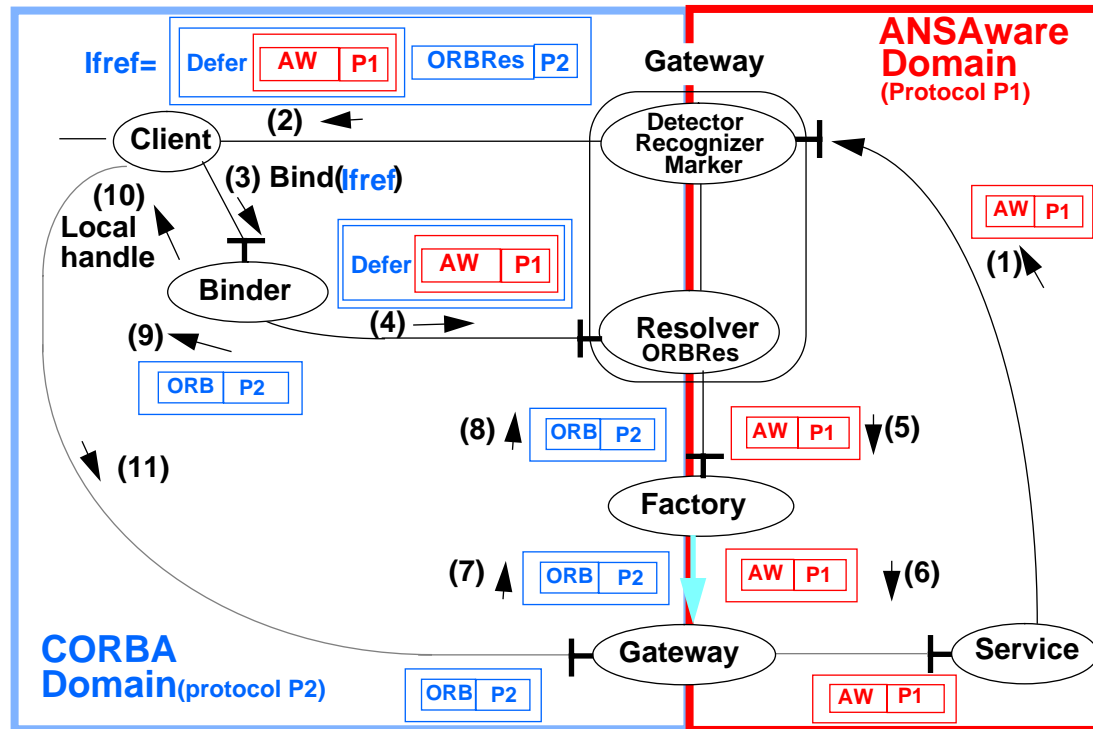 ANSAware
Domain
(Protocol P1)
Gateway
Ifref=
Defer
AW
P1
ORBRes
P2
(2)
Client
Detector
Recognizer
Marker
(3) Bind(Ifref)
(10)
Local
handle
AW
P1
(1)
Defer
AW
P1
Binder
(4)
Resolver
ORBRes
(9)
ORB
P2
(8)
ORB
P2
AW
P1
(5)
(11)
Factory
(7)
ORB
P2
AW
P1
(6)
CORBA
Domain(protocol P2)
Gateway
Service
ORB
P2
AW
P1